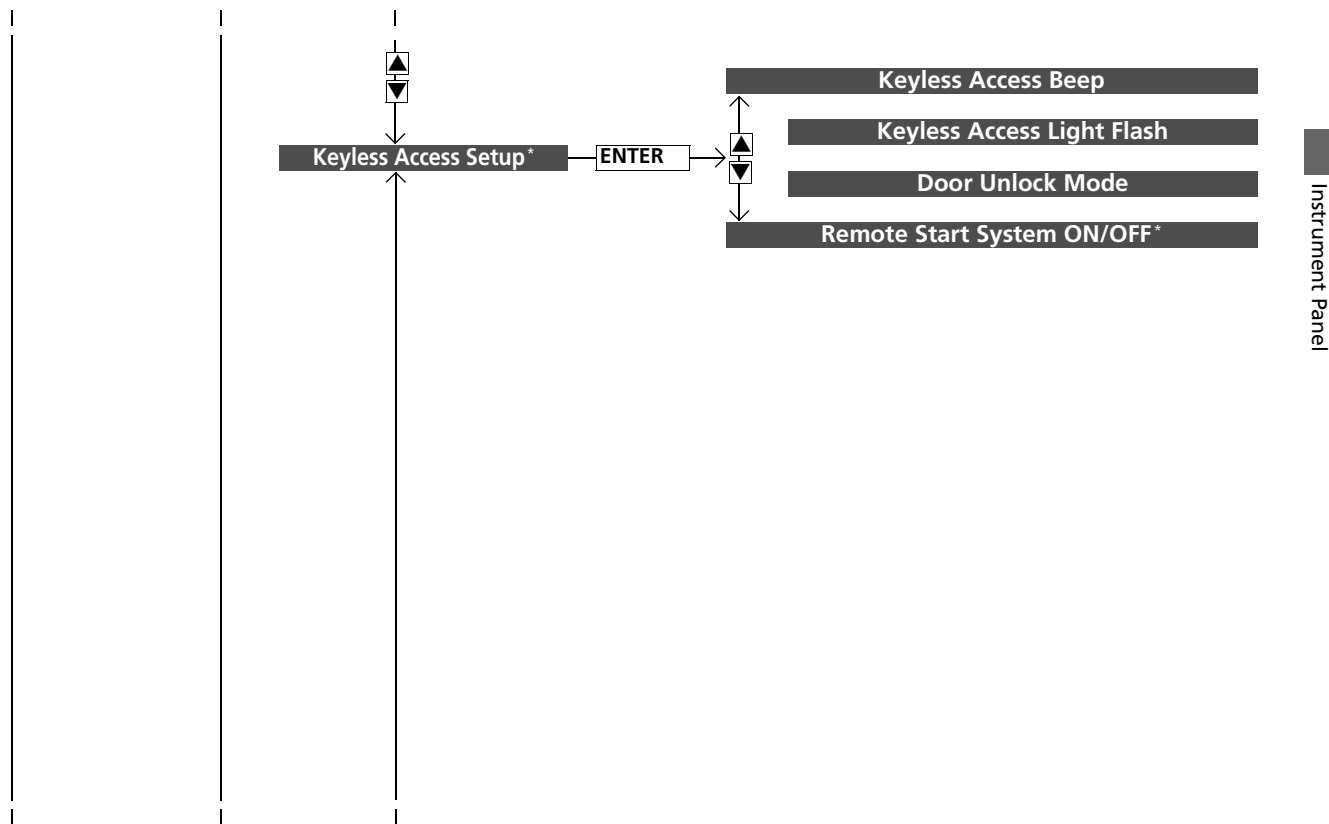 Keyless Access Beep
Keyless Access Light Flash
Keyless Access Setup*
ENTER
Door Unlock Mode
Remote Start System ON/OFF*
Instrument Panel